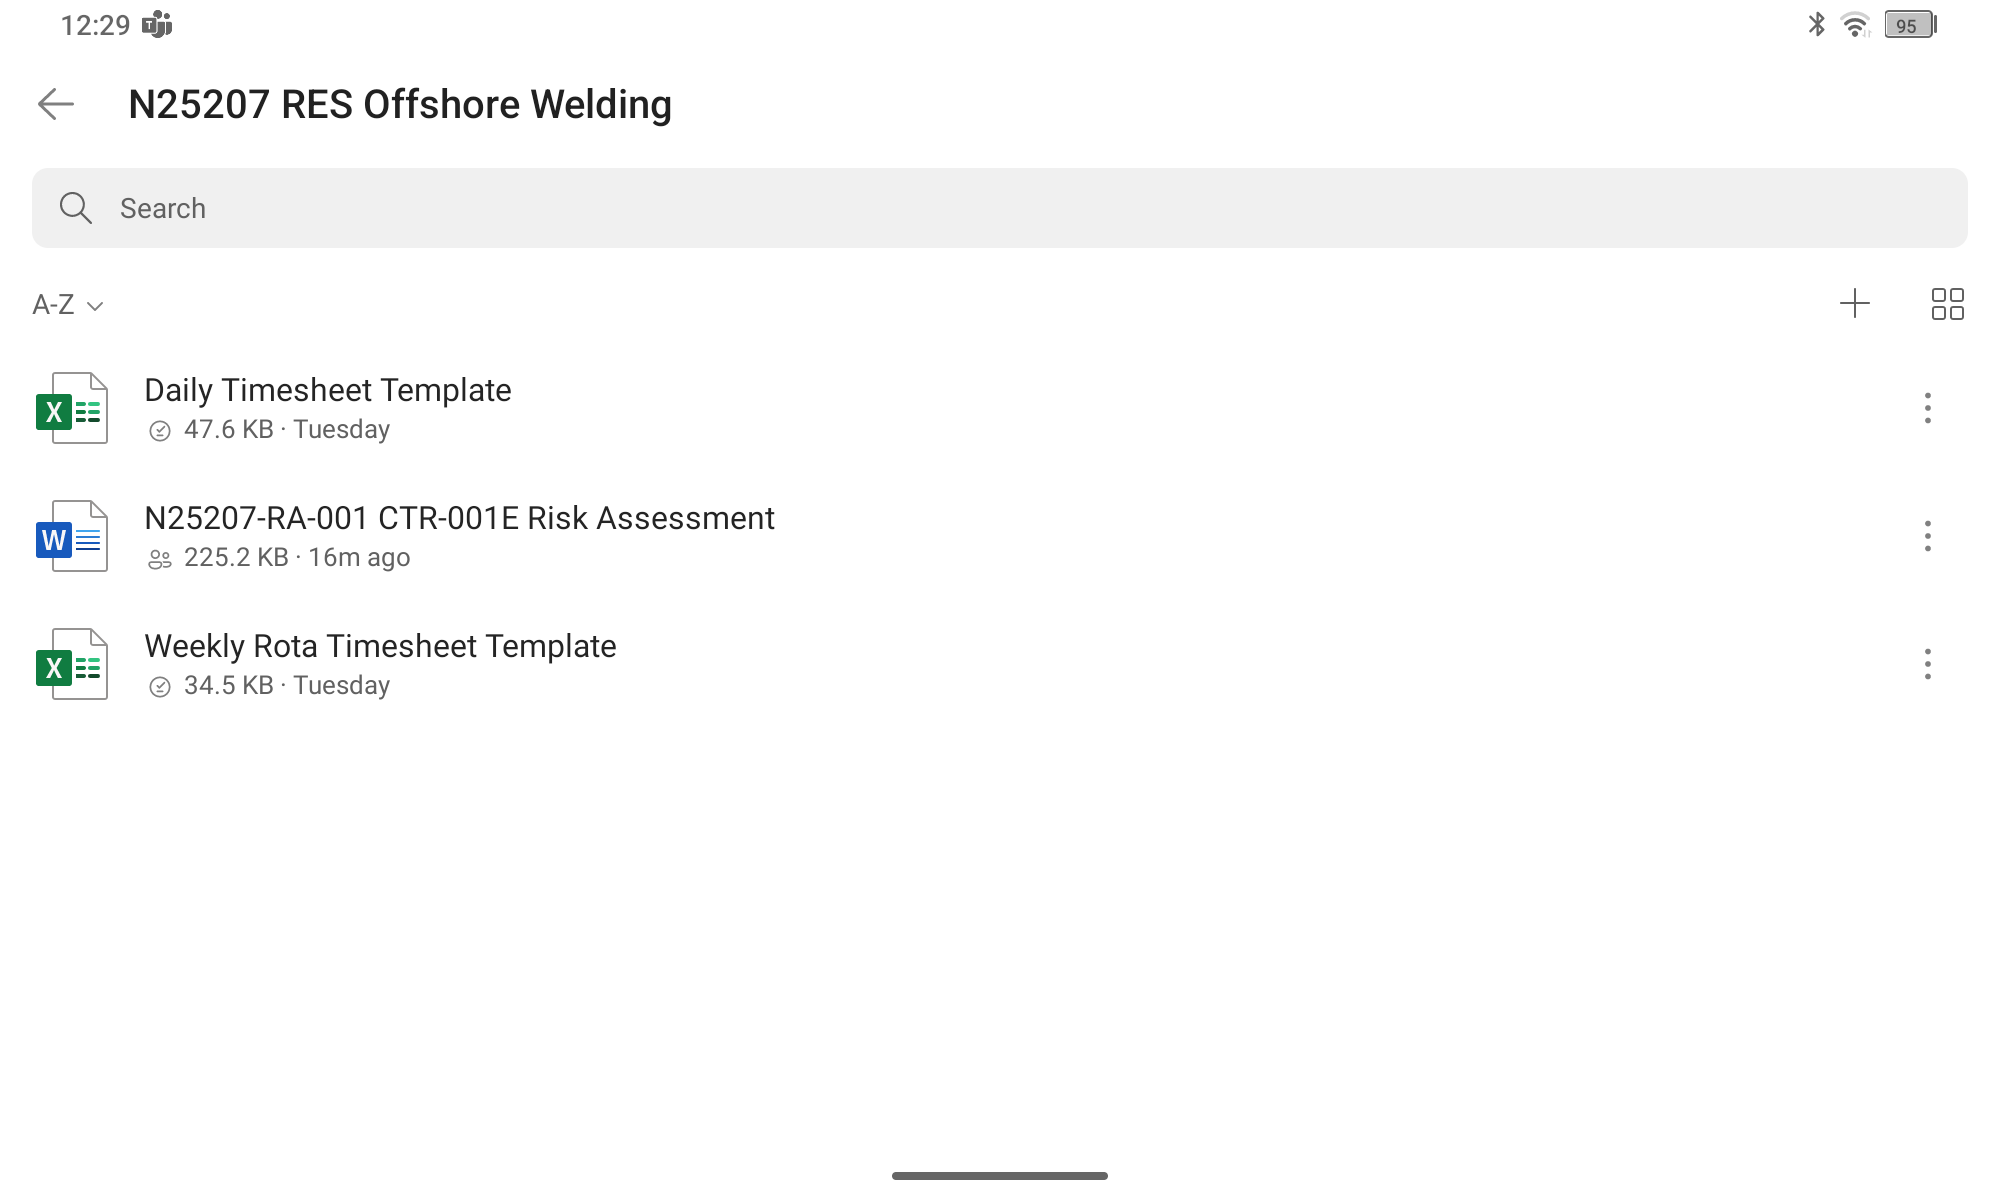 12:29
95
N25207 RES Offshore Welding
Search
A-Z
Daily Timesheet Template
47.6 KB · Tuesday
N25207-RA-001 CTR-001E Risk Assessment
225.2 KB · 16m ago
Weekly Rota Timesheet Template
34.5 KB · Tuesday